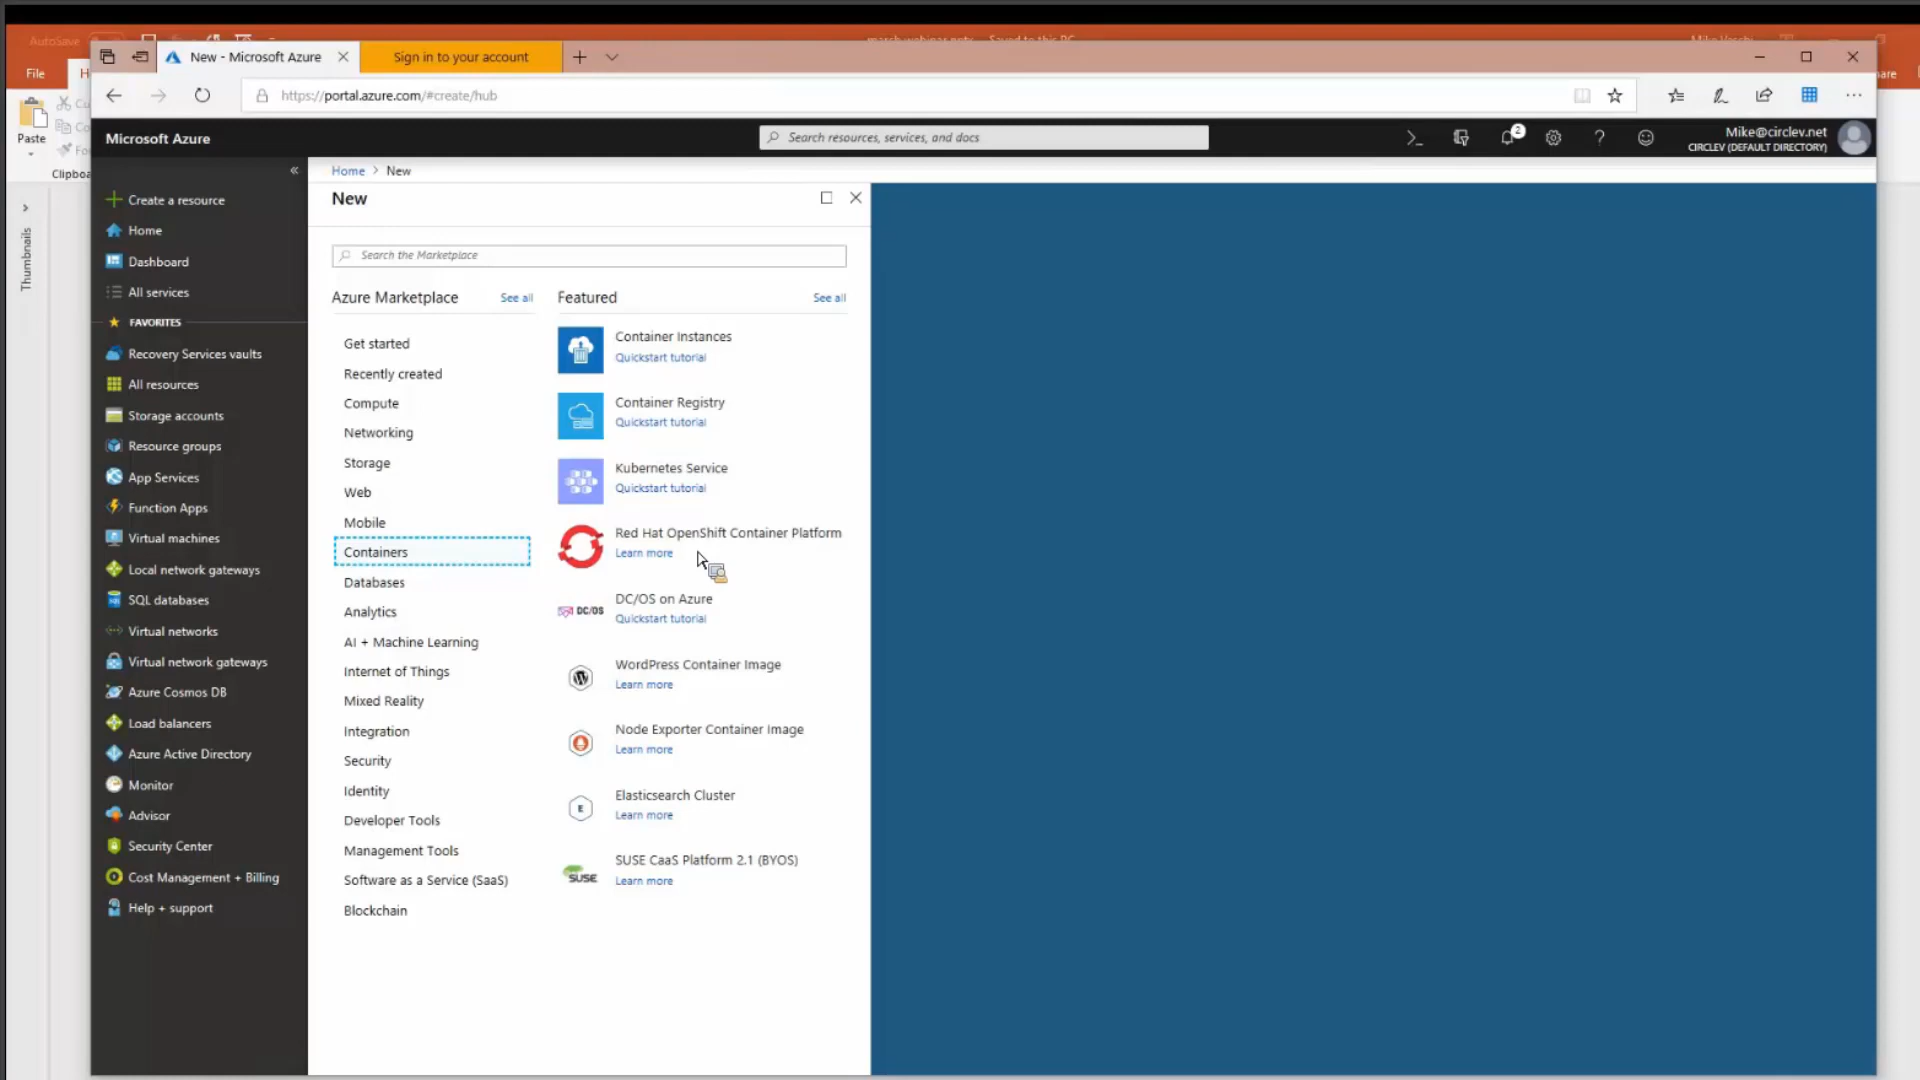 AutoSave
File
Paste
Clipboa
Thumbnails
New - Microsoft Azure
Sign in to your account
https://portal.azure.com/#create/hub
Microsoft Azure
Search resources, services, and docs
2
Mike@circlev.net
CIRCLEV (DEFAULT DIRECTORY)
Create a resource
Home
Dashboard
All services
FAVORITES
Recovery Services vaults
All resources
Storage accounts
Resource groups
App Services
Function Apps
Virtual machines
Local network gateways
SQL databases
Virtual networks
Virtual network gateways
Azure Cosmos DB
Load balancers
Azure Active Directory
Monitor
Advisor
Security Center
Cost Management + Billing
Help + support
Home > New
New
Search the Marketplace
Azure Marketplace See all
Get started
Recently created
Compute
Networking
Storage
Web
Mobile
Containers
Databases
Analytics
AI + Machine Learning
Internet of Things
Mixed Reality
Integration
Security
Identity
Developer Tools
Management Tools
Software as a Service (SaaS)
Blockchain
Featured See all
Container Instances
Quickstart tutorial
Container Registry
Quickstart tutorial
Kubernetes Service
Quickstart tutorial
Red Hat OpenShift Container Platform
Learn more
DC/OS
DC/OS on Azure
Quickstart tutorial
WordPress Container Image
Learn more
Node Exporter Container Image
Learn more
E
Elasticsearch Cluster
Learn more
SUSE
SUSE CaaS Platform 2.1 (BYOS)
Learn more